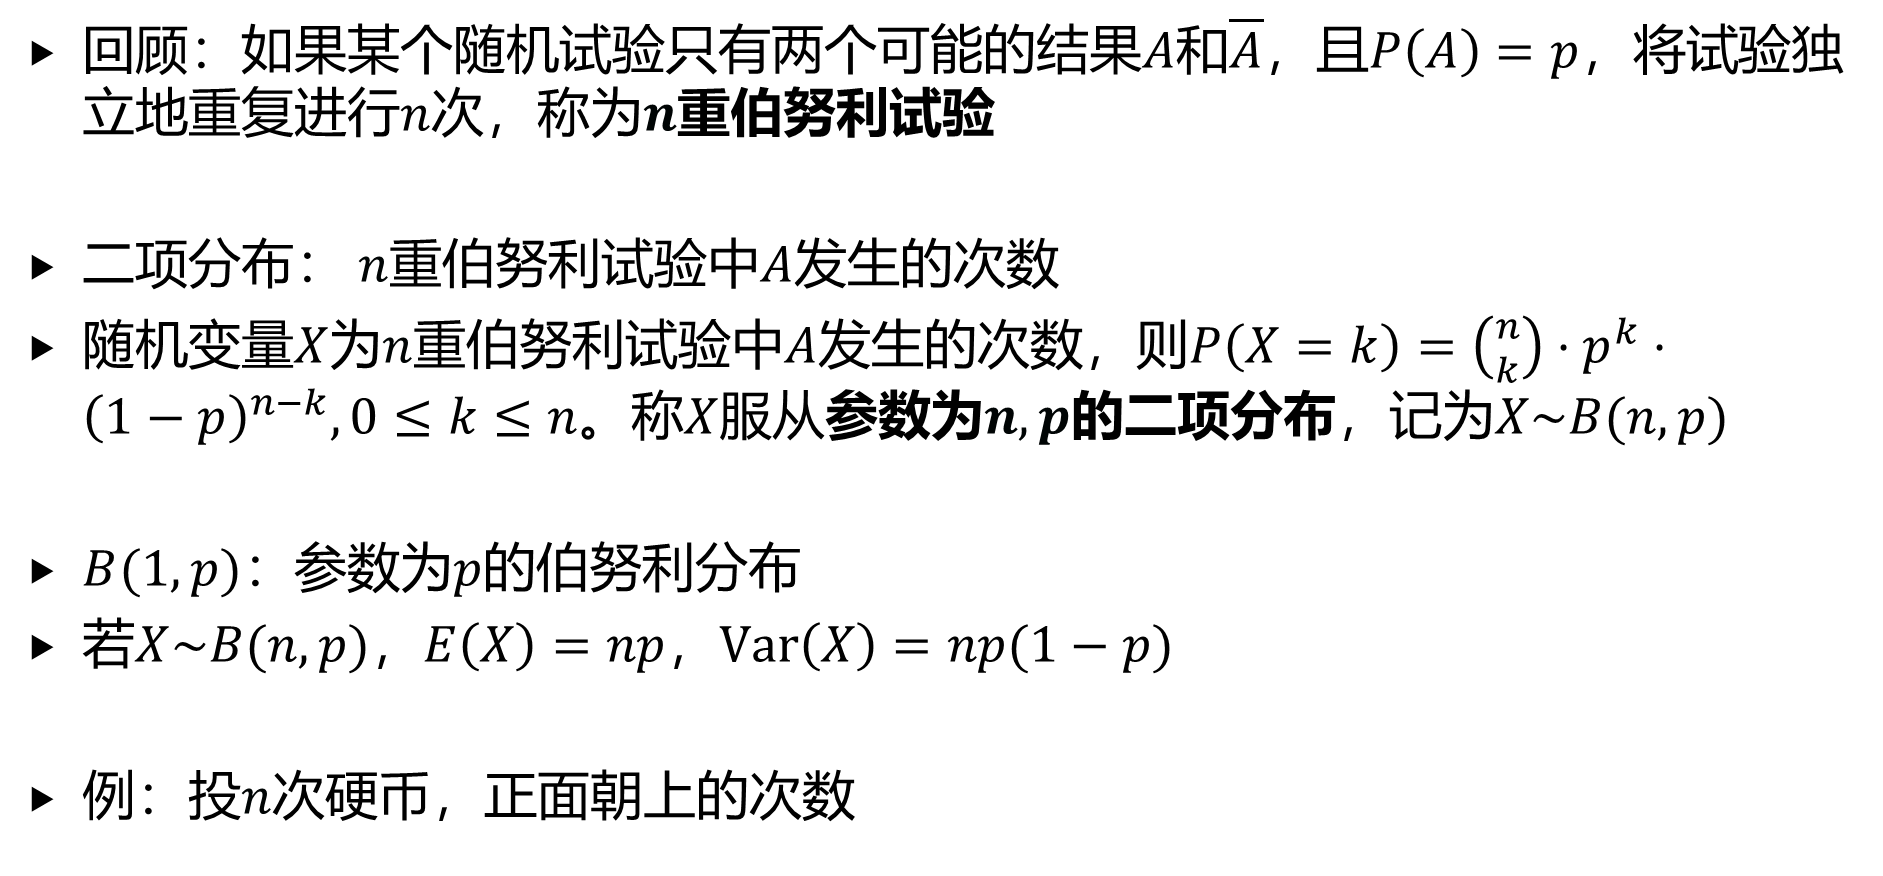 ▶ 回顾：如果某个随机试验只有两个可能的结果A和A̅，且P(A) = p，将试验独
立地重复进行n次，称为n重伯努利试验
▶ 二项分布： n重伯努利试验中A发生的次数
▶ 随机变量X为n重伯努利试验中A发生的次数，则P(X = k) = (n k) · p^k ·
(1 − p)^{n−k}, 0 ≤ k ≤ n。称X服从参数为n, p的二项分布，记为X~B(n, p)
▶ B(1, p)：参数为p的伯努利分布
▶ 若X~B(n, p)，E(X) = np，Var(X) = np(1 − p)
▶ 例：投n次硬币，正面朝上的次数